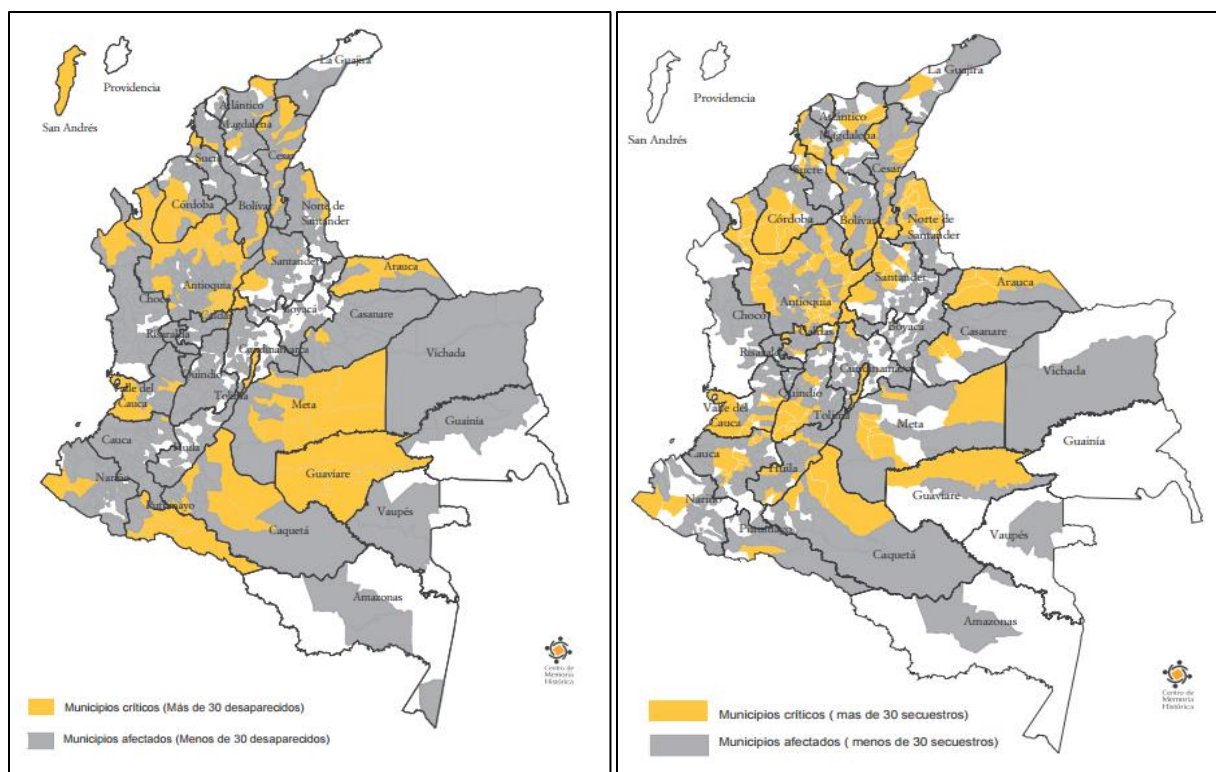 La Guajira
Providencia
San Andrés
Atlántico
Magdalena
Cesar
Sucre
Córdoba
Bolívar
Norte de
Santander
Santander
Arauca
Antioquia
Chocó
Caldas
Boyacá
Casanare
Risaralda
Cundinamarca
Vichada
Quindío
Tolima
Valle del
Cauca
Meta
Guainía
Cauca
Huila
Guaviare
Nariño
Putumayo
Vaupés
Caquetá
Amazonas
Centro de
Memoria
Histórica
Municipios críticos (Más de 30 desaparecidos)
Municipios afectados (Menos de 30 desaparecidos)
La Guajira
Providencia
San Andrés
Atlántico
Magdalena
Cesar
Sucre
Córdoba
Bolívar
Norte de
Santander
Santander
Arauca
Antioquia
Chocó
Caldas
Boyacá
Casanare
Risaralda
Cundinamarca
Vichada
Quindío
Tolima
Valle del
Cauca
Meta
Guainía
Cauca
Huila
Guaviare
Nariño
Putumayo
Vaupés
Caquetá
Amazonas
Centro de
Memoria
Histórica
Municipios críticos ( mas de 30 secuestros)
Municipios afectados ( menos de 30 secuestros)